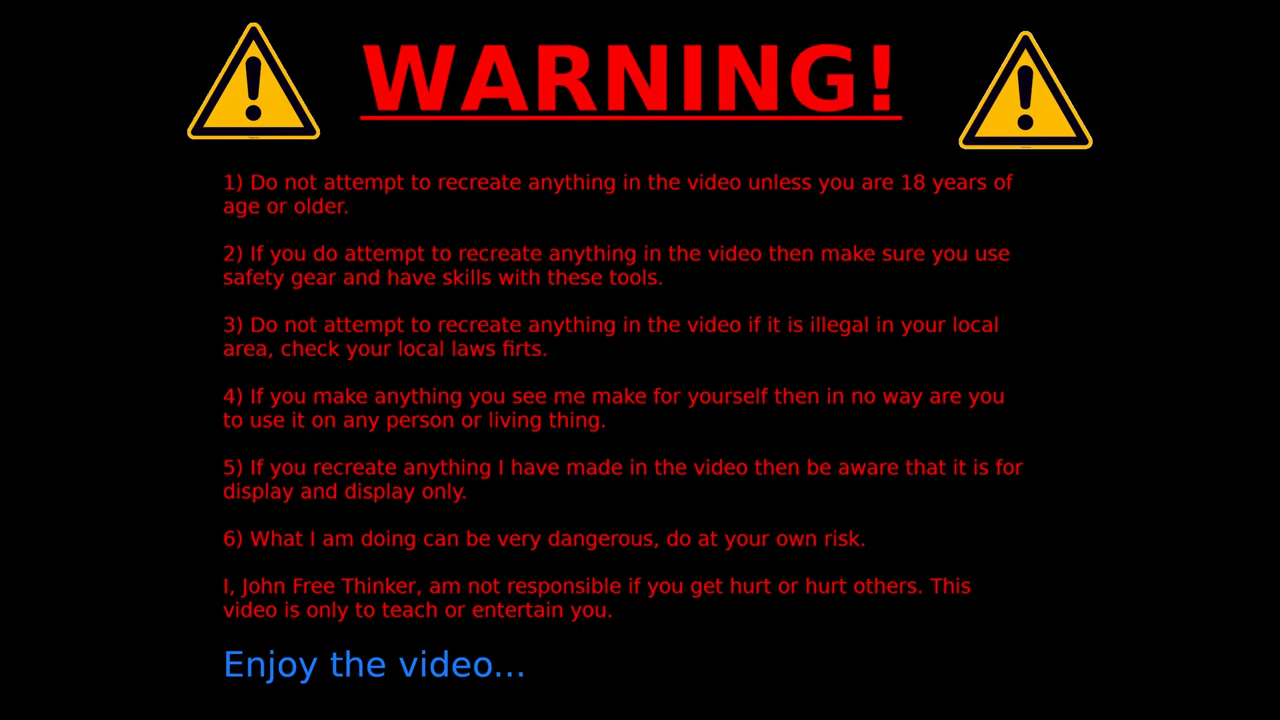 WARNING!
1) Do not attempt to recreate anything in the video unless you are 18 years of
age or older.
2) If you do attempt to recreate anything in the video then make sure you use
safety gear and have skills with these tools.
3) Do not attempt to recreate anything in the video if it is illegal in your local
area, check your local laws firts.
4) If you make anything you see me make for yourself then in no way are you
to use it on any person or living thing.
5) If you recreate anything I have made in the video then be aware that it is for
display and display only.
6) What I am doing can be very dangerous, do at your own risk.
I, John Free Thinker, am not responsible if you get hurt or hurt others. This
video is only to teach or entertain you.
Enjoy the video...